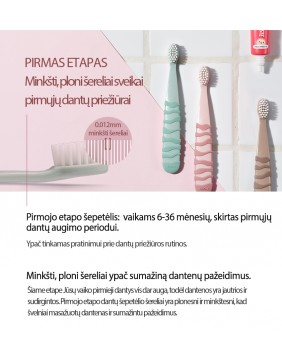 PIRMAS ETAPAS
Minkšti, ploni šereliai sveikai
pirmųjų dantų priežiūrai
0.012mm
minkšti šereliai
Pirmojo etapo šepetėlis: vaikams 6-36 mėnesių, skirtas pirmųjų
dantų augimo periodui.
Ypač tinkamas pratinimui prie dantų priežiūros rutinos.
Minkšti, ploni šereliai ypač sumažiną dantenų pažeidimus.
Šiame etape Jūsų vaiko pirmieji dantys vis dar auga, todėl dantenos yra jautrios ir
sudirgintos. Pirmojo etapo dantų šepetėlio šereliai yra plonesni ir minkštesni, kad
švelniai masažuotų dantenas ir sumažintu pažeidimus.